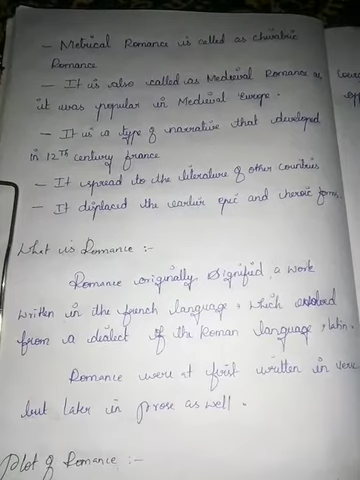 - Metrical Romance is called as chivalric
Romance
- It is also called as Medieval Romance as
it was popular in Medieval Europe.
- It is a type of narrative that developed
in 12th century france
- It spread to the literature of other countries
- It displaced the earlier epic and heroic forms.
What is Romance :-
Romance originally signified a work
written in the french language, which evolved
from a dialect of the Roman language, latin.
Romance were at first written in verse
but later in prose as well.
Plot of Romance :-